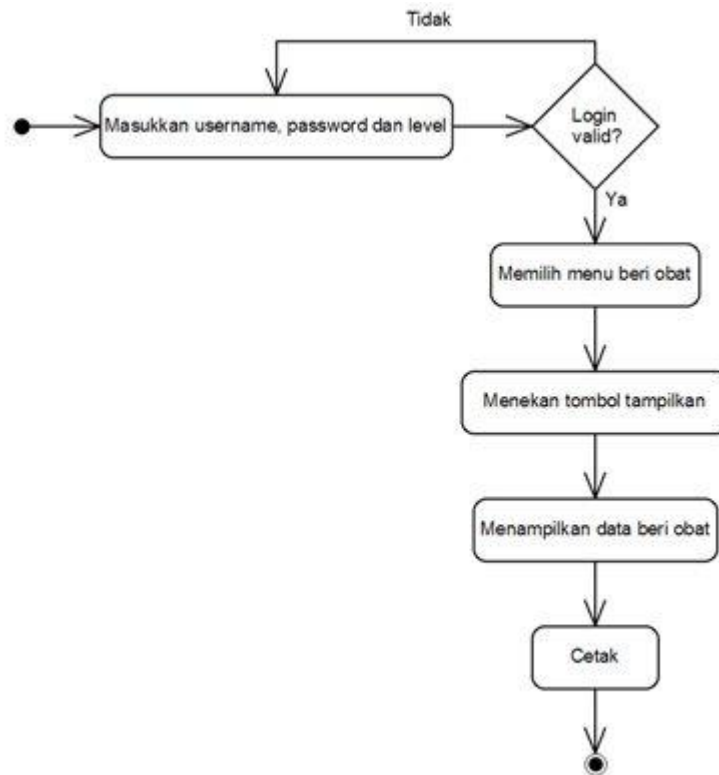 Tidak
Masukkan username, password dan level
Login
valid?
Ya
Memilih menu beri obat
Menekan tombol tampilkan
Menampilkan data beri obat
Cetak